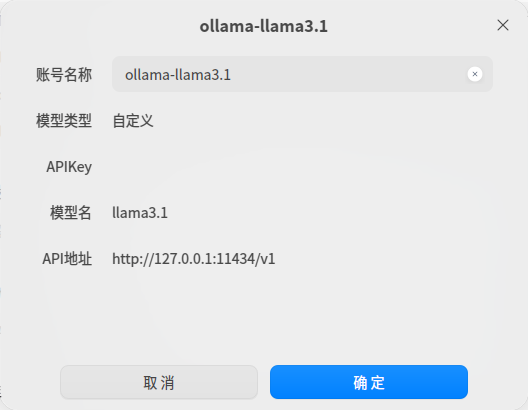 ollama-llama3.1
账号名称 ollama-llama3.1
模型类型 自定义
APIKey
模型名 llama3.1
API地址 http://127.0.0.1:11434/v1
取消 确定